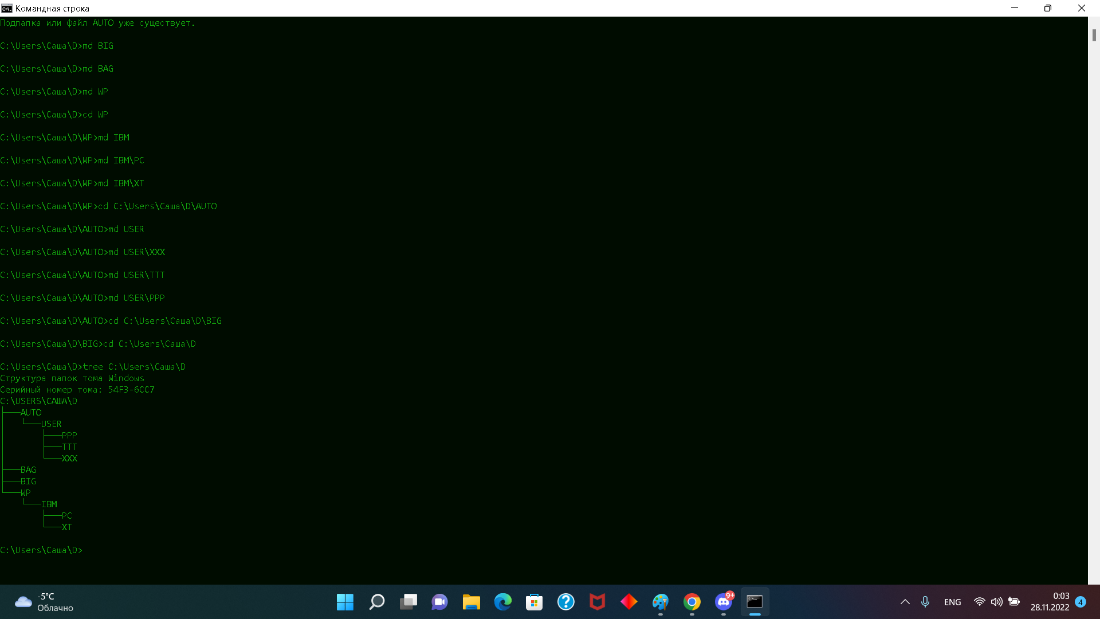 Командная строка
Подпапка или файл AUTO уже существует.
C:\Users\Саша\D>md BIG
C:\Users\Саша\D>md BAG
C:\Users\Саша\D>md WP
C:\Users\Саша\D>cd WP
C:\Users\Саша\D\WP>md IBM
C:\Users\Саша\D\WP>md IBM\PC
C:\Users\Саша\D\WP>md IBM\XT
C:\Users\Саша\D\WP>cd C:\Users\Саша\D\AUTO
C:\Users\Саша\D\AUTO>md USER
C:\Users\Саша\D\AUTO>md USER\XXX
C:\Users\Саша\D\AUTO>md USER\TTT
C:\Users\Саша\D\AUTO>md USER\PPP
C:\Users\Саша\D\AUTO>cd C:\Users\Саша\D\BIG
C:\Users\Саша\D\BIG>cd C:\Users\Саша\D
C:\Users\Саша\D>tree C:\Users\Саша\D
Структура папок тома Windows
Серийный номер тома: 54F3-6CC7
C:\USERS\САША\D
├───AUTO
│   └───USER
│       ├───PPP
│       ├───TTT
│       └───XXX
├───BAG
├───BIG
└───WP
    └───IBM
        ├───PC
        └───XT
C:\Users\Саша\D>
-5°C
Облачно
9+
ENG
0:03
28.11.2022
4